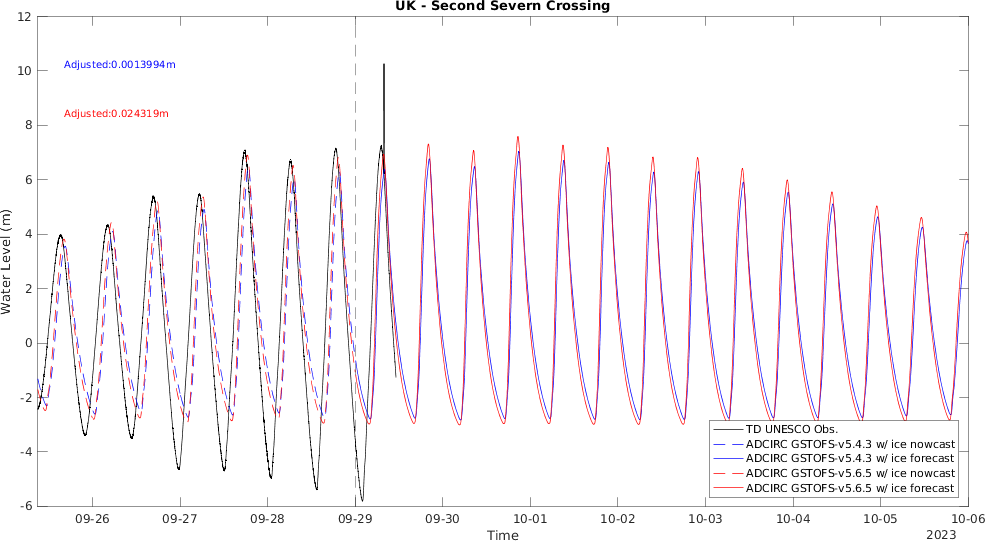 UK - Second Severn Crossing
12
10
8
6
4
2
0
-2
-4
-6
Water Level (m)
Adjusted:0.0013994m
Adjusted:0.024319m
TD UNESCO Obs.
ADCIRC GSTOFS-v5.4.3 w/ ice nowcast
ADCIRC GSTOFS-v5.4.3 w/ ice forecast
ADCIRC GSTOFS-v5.6.5 w/ ice nowcast
ADCIRC GSTOFS-v5.6.5 w/ ice forecast
09-26 09-27 09-28 09-29 09-30 10-01 10-02 10-03 10-04 10-05 10-06
Time
2023